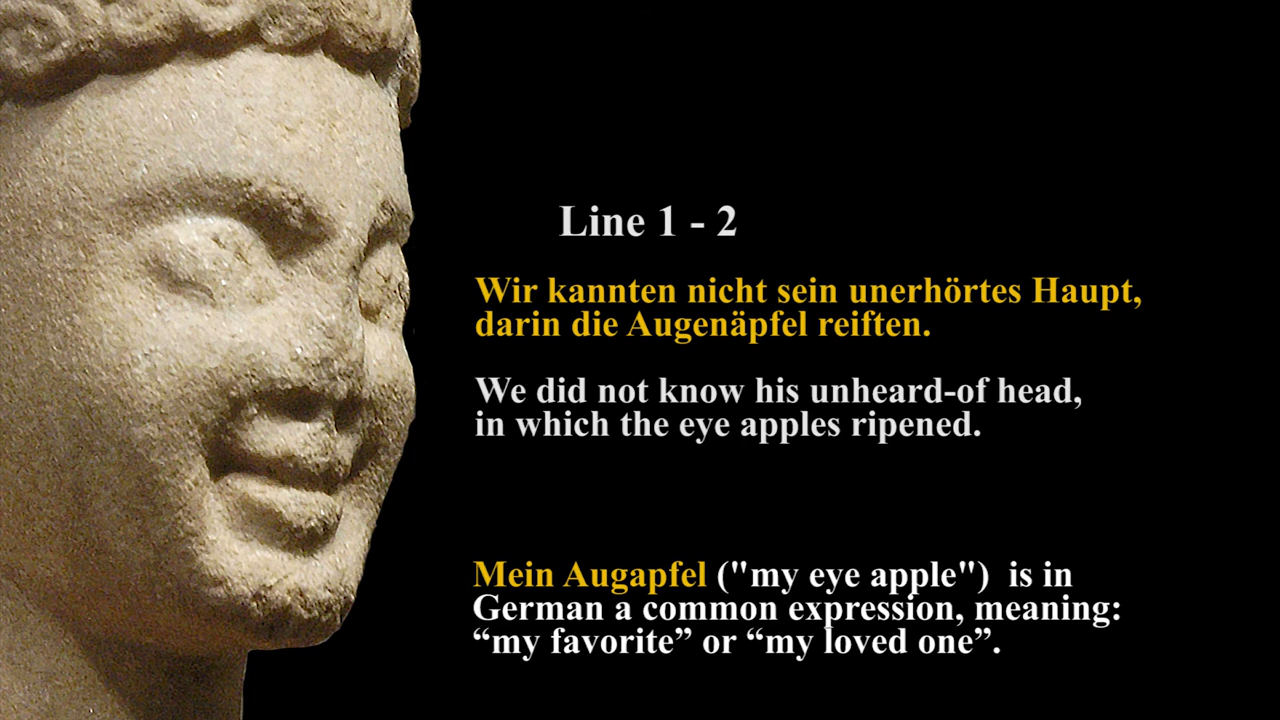 Line 1 - 2
Wir kannten nicht sein unerhörtes Haupt,
darin die Augenäpfel reiften.
We did not know his unheard-of head,
in which the eye apples ripened.
Mein Augapfel ("my eye apple")  is in
German a common expression, meaning:
“my favorite” or “my loved one”.